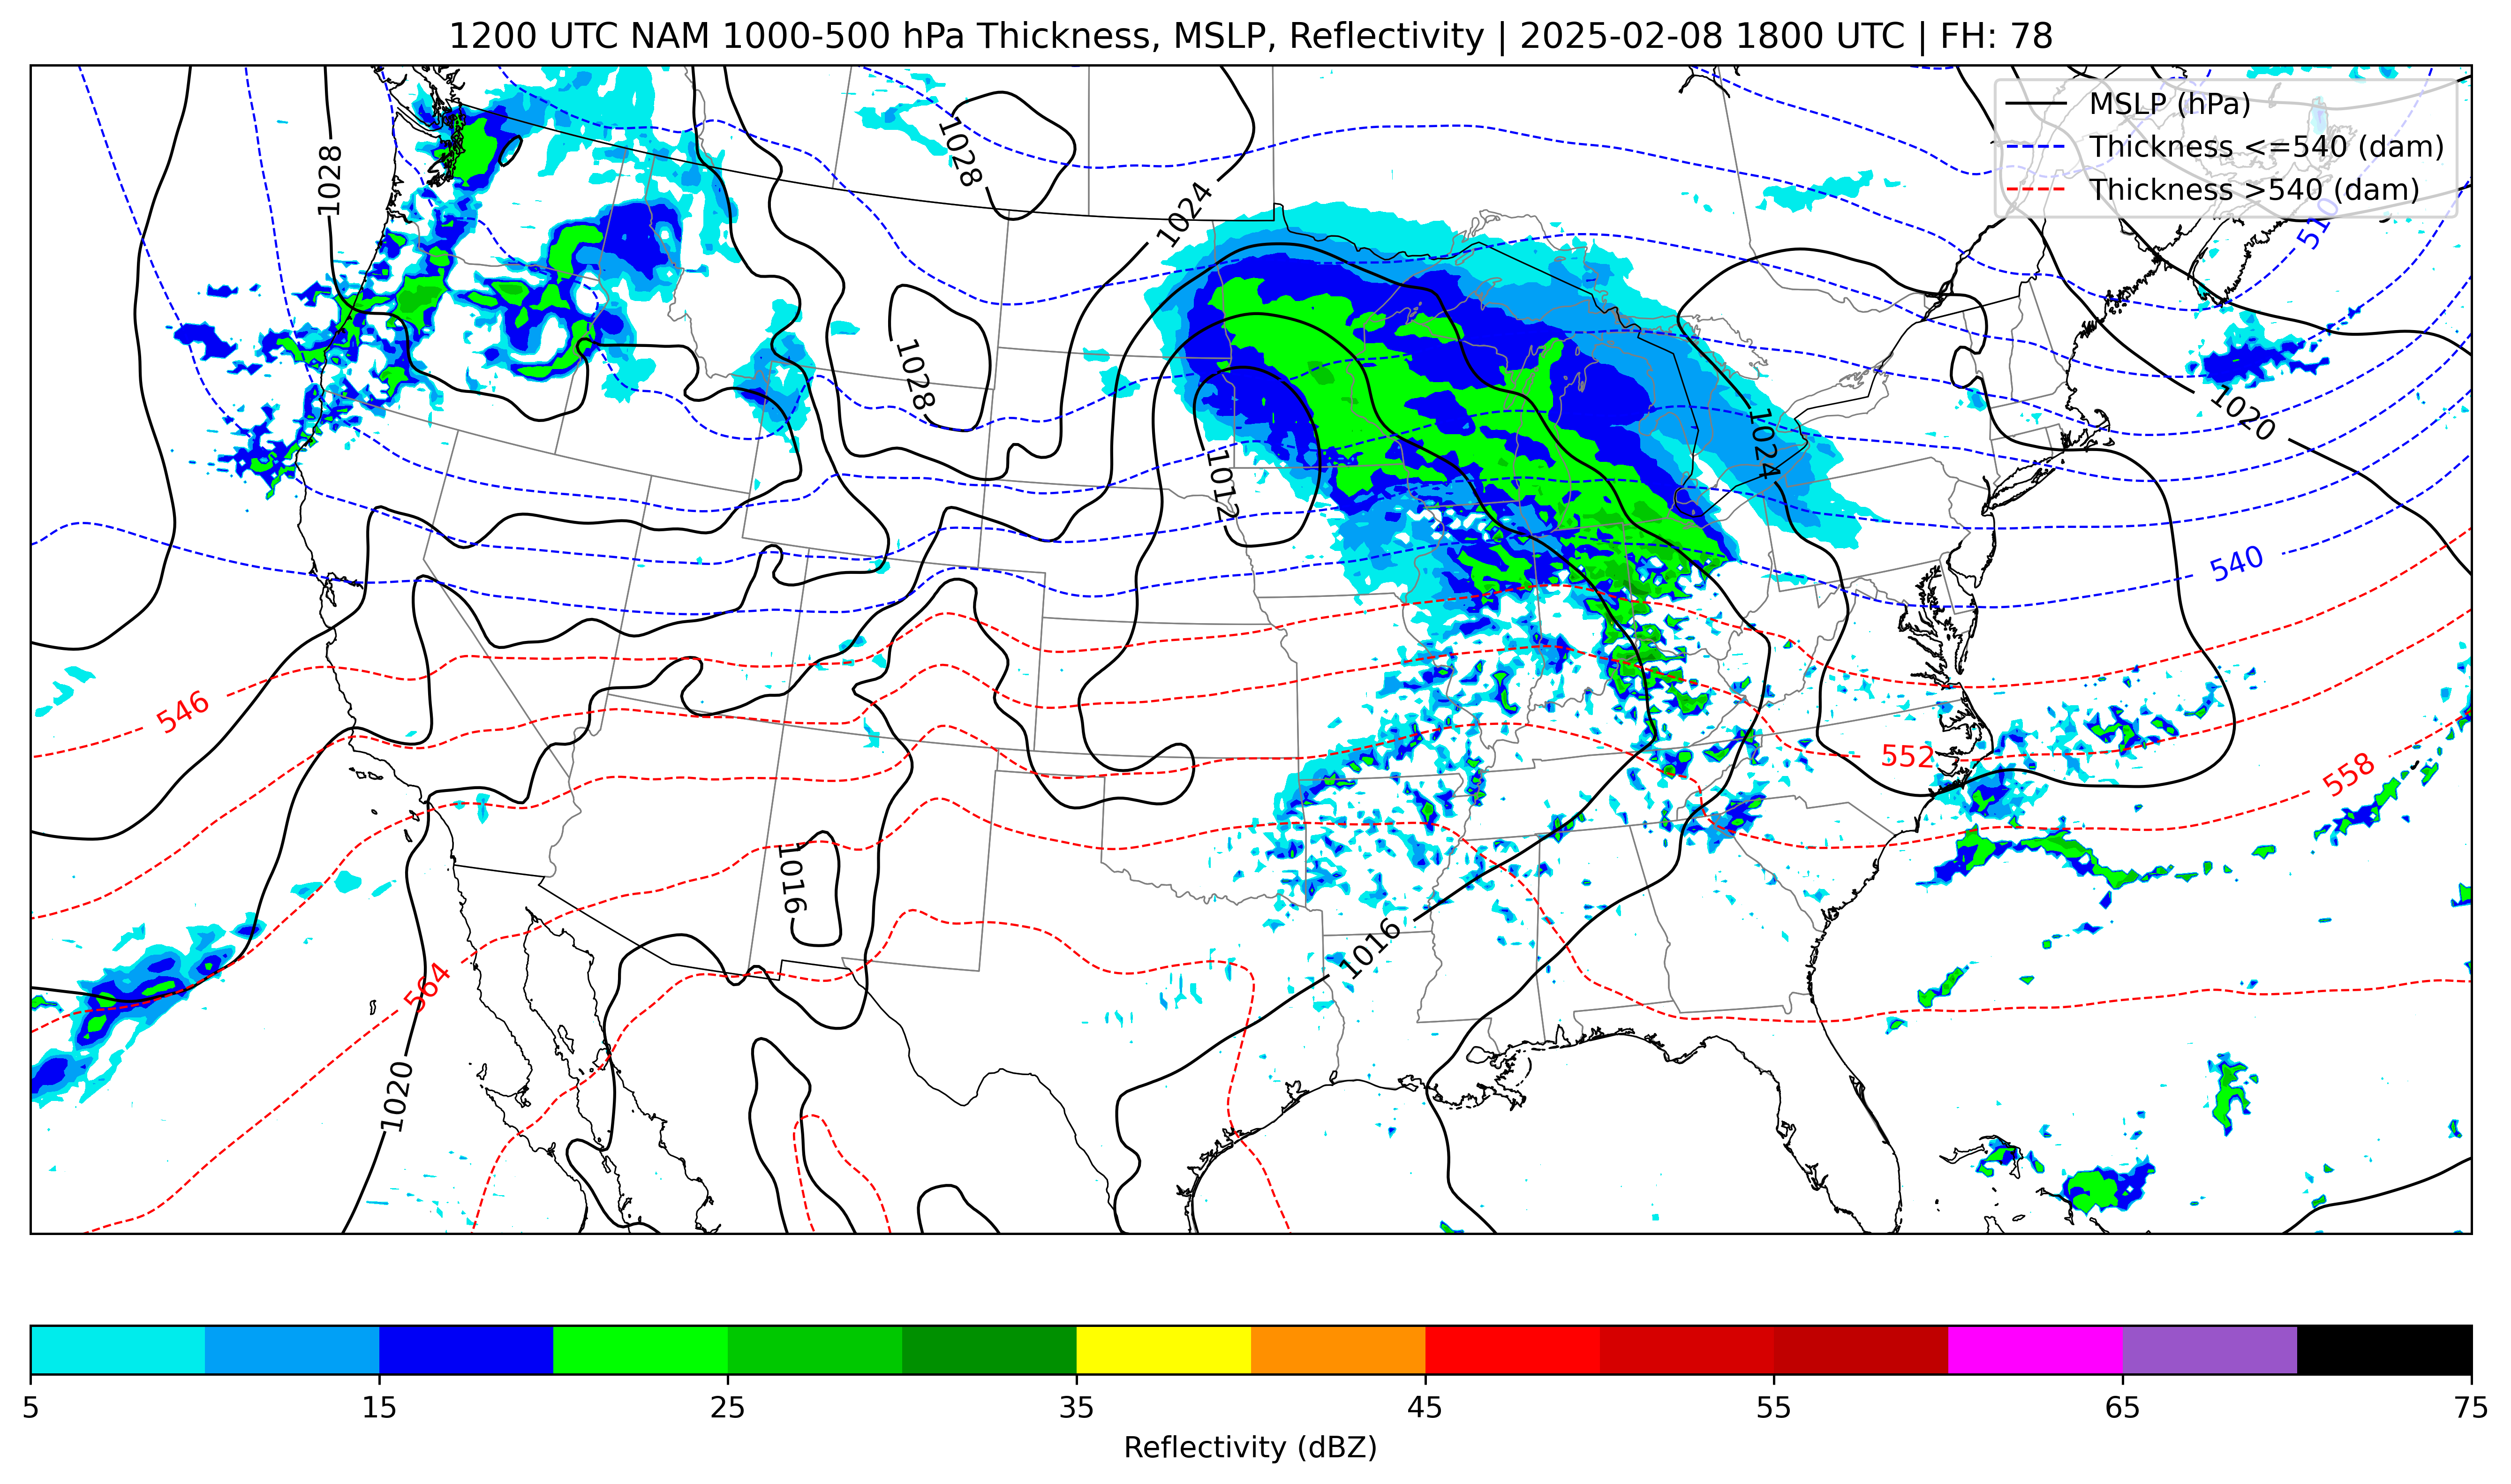 1200 UTC NAM 1000-500 hPa Thickness, MSLP, Reflectivity | 2025-02-08 1800 UTC | FH: 78
MSLP (hPa)
Thickness <=540 (dam)
Thickness >540 (dam)
1028
1028
1024
510
1028
1020
1024
1012
540
546
552
558
1016
1016
564
1020
5 15 25 35 45 55 65 75
Reflectivity (dBZ)